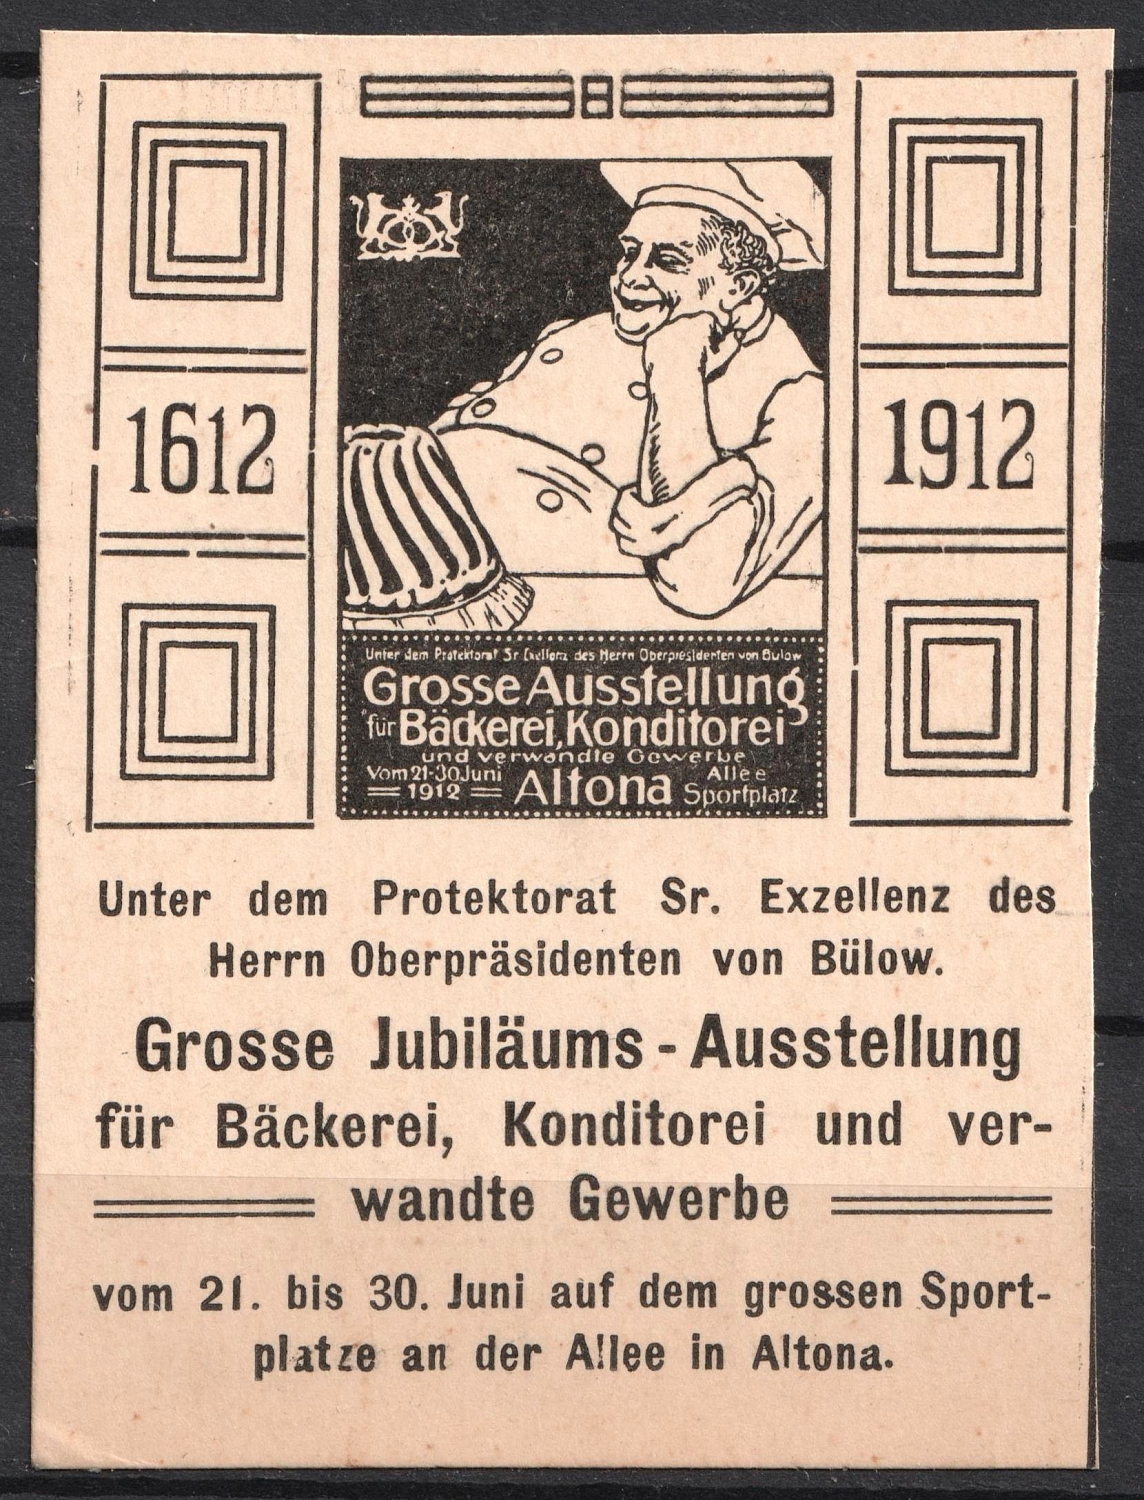 1612
1912
Unter dem Protektorat Sr Exellenz des Herrn Oberpräsidenten von Bülow
Grosse Ausstellung
für Bäckerei, Konditorei
und verwandte Gewerbe
Vom 21-30 Juni
1912
Altona
Allee
Sportplatz
Unter dem Protektorat Sr. Exzellenz des
Herrn Oberpräsidenten von Bülow.
Grosse Jubiläums-Ausstellung
für Bäckerei, Konditorei und ver-
wandte Gewerbe
vom 21. bis 30. Juni auf dem grossen Sport-
platze an der Allee in Altona.